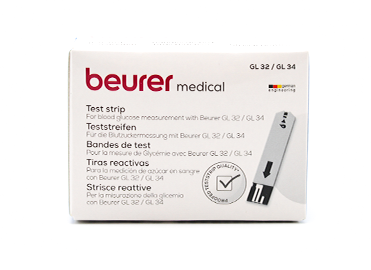 GL 32 / GL 34
beurer medical
german
engineering
Test strip
For blood glucose measurement with Beurer GL 32 / GL 34
Teststreifen
Für die Blutzuckermessung mit Beurer GL 32 / GL 34
Bandes de test
Pour la mesure de Glycémie avec Beurer GL 32 / GL 34
Tiras reactivas
Para la medición de azúcar en sangre
con Beurer GL 32 / GL 34
Strisce reattive
Per la misurazione della glicemia
con Beurer GL 32 / GL 34
PROOFED TESTSTRIP QUALITY